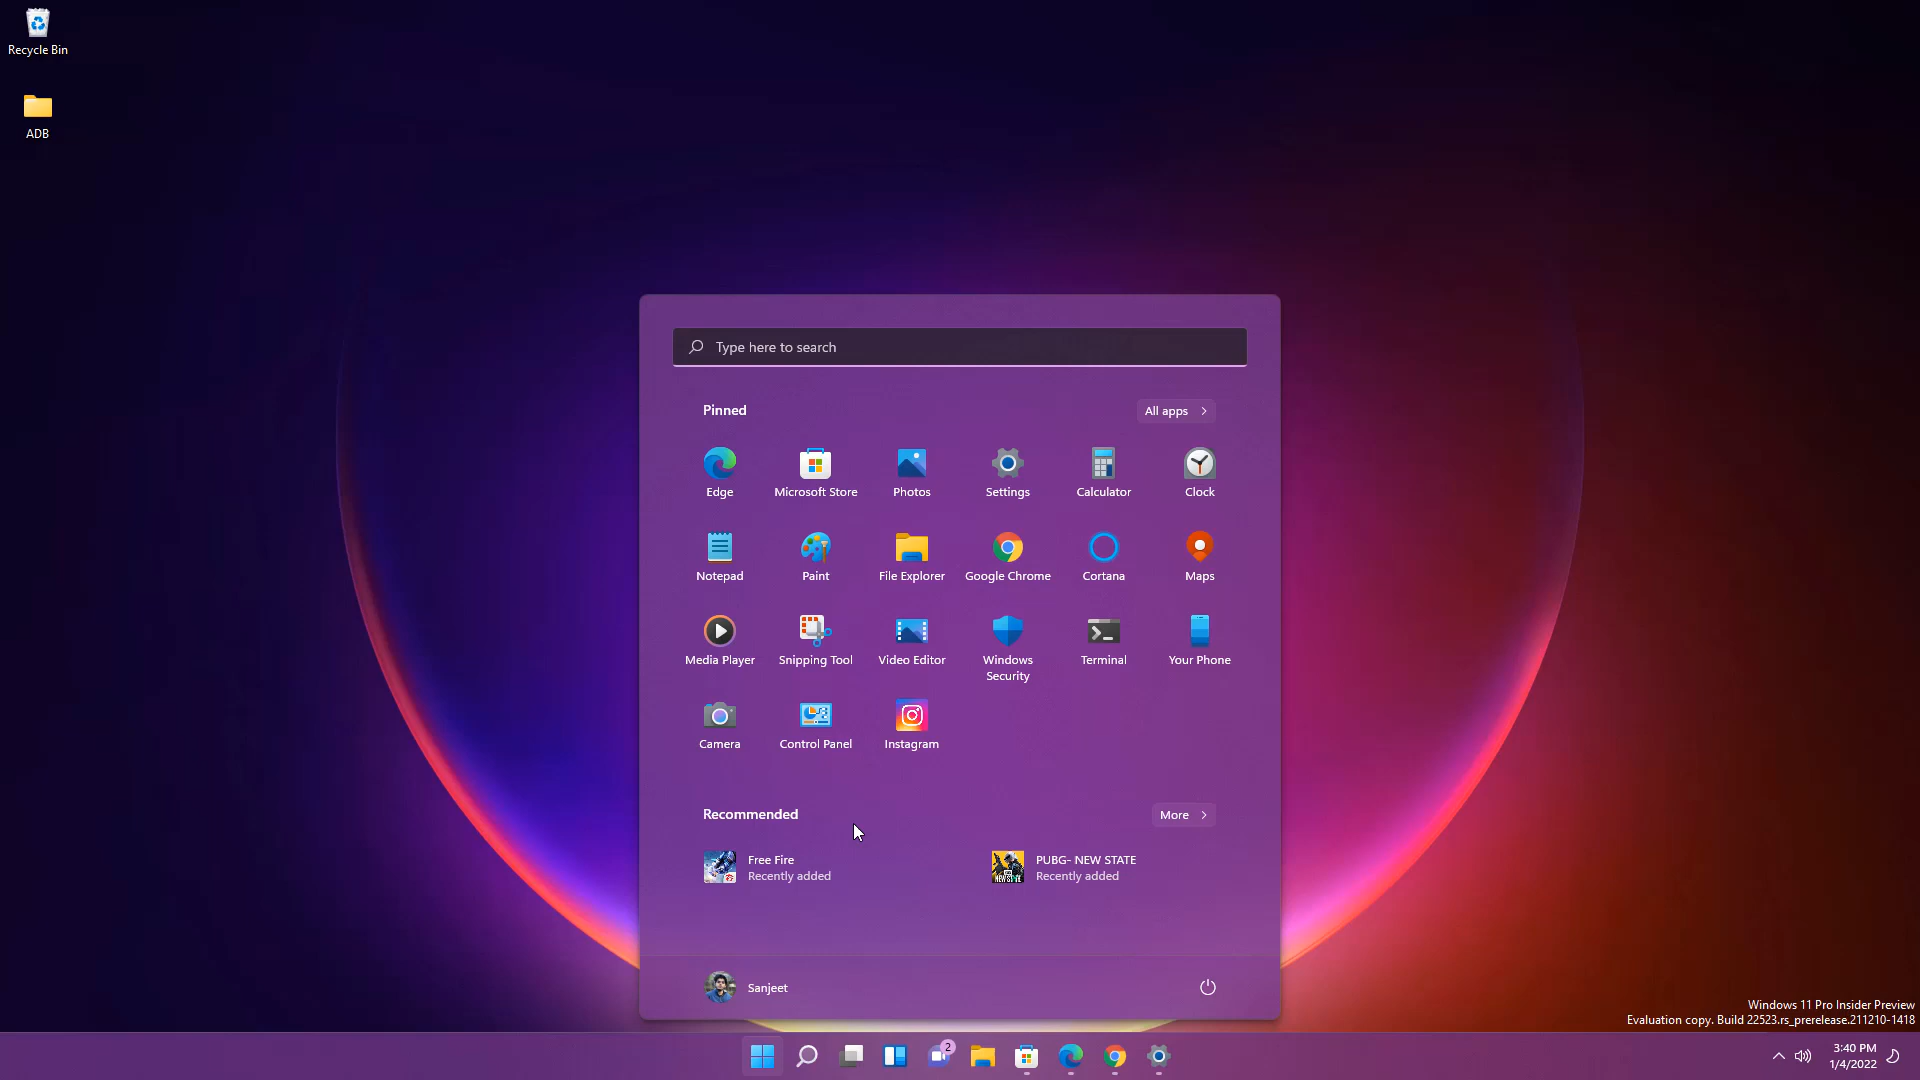 Recycle Bin
ADB
Type here to search
Pinned
All apps
Edge
Microsoft Store
Photos
Settings
Calculator
Clock
Notepad
Paint
File Explorer
Google Chrome
Cortana
Maps
Media Player
Snipping Tool
Video Editor
Windows
Security
Terminal
Your Phone
Camera
Control Panel
Instagram
Recommended
More
Free Fire
Recently added
PUBG- NEW STATE
Recently added
NEW STATE
Sanjeet
Windows 11 Pro Insider Preview
Evaluation copy. Build 22523.rs_prerelease.211210-1418
2
3:40 PM
1/4/2022